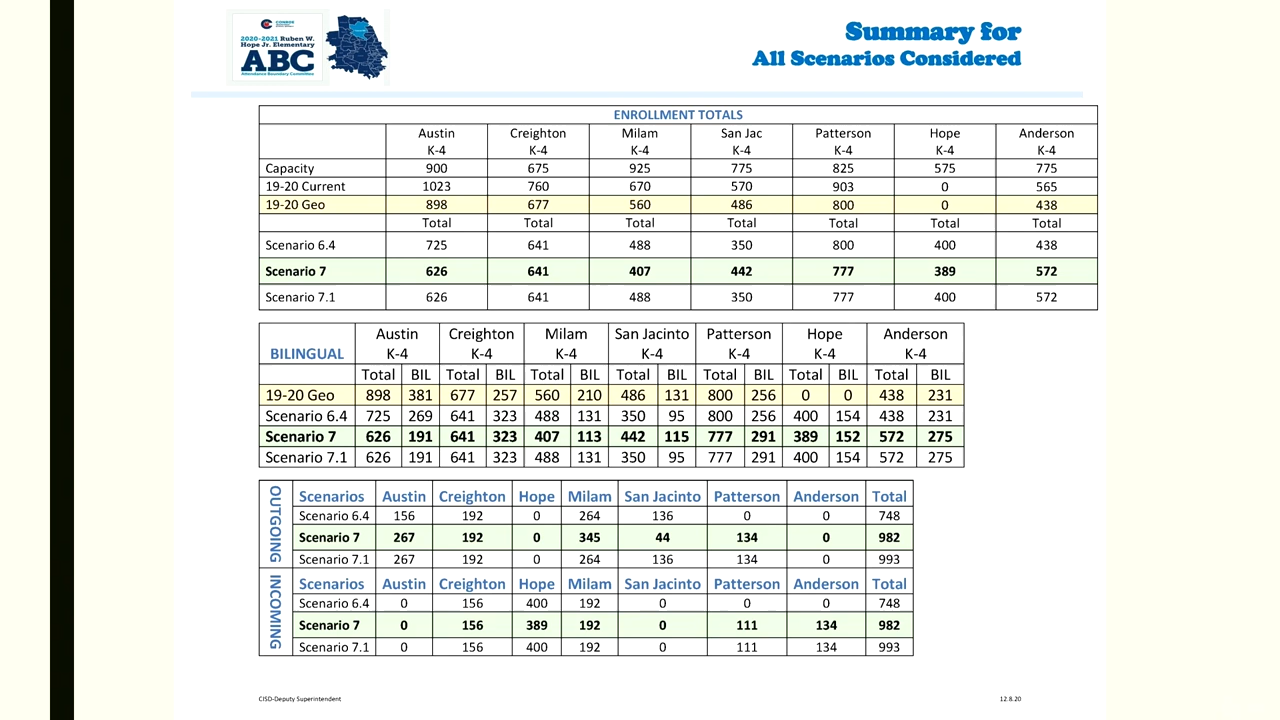 CONROE
2020-2021 Ruben W.
Hope Jr. Elementary
ABC
Attendance Boundary Committee
Summary for
All Scenarios Considered
ENROLLMENT TOTALS
Austin Creighton Milam San Jac Patterson Hope Anderson
K-4 K-4 K-4 K-4 K-4 K-4 K-4
Capacity 900 675 925 775 825 575 775
19-20 Current 1023 760 670 570 903 0 565
19-20 Geo 898 677 560 486 800 0 438
Total Total Total Total Total Total Total
Scenario 6.4 725 641 488 350 800 400 438
Scenario 7 626 641 407 442 777 389 572
Scenario 7.1 626 641 488 350 777 400 572
Austin Creighton Milam San Jacinto Patterson Hope Anderson
BILINGUAL K-4 K-4 K-4 K-4 K-4 K-4 K-4
Total BIL Total BIL Total BIL Total BIL Total BIL Total BIL Total BIL
19-20 Geo 898 381 677 257 560 210 486 131 800 256 0 0 438 231
Scenario 6.4 725 269 641 323 488 131 350 95 800 256 400 154 438 231
Scenario 7 626 191 641 323 407 113 442 115 777 291 389 152 572 275
Scenario 7.1 626 191 641 323 488 131 350 95 777 291 400 154 572 275
OUTGOING
Scenarios Austin Creighton Hope Milam San Jacinto Patterson Anderson Total
Scenario 6.4 156 192 0 264 136 0 0 748
Scenario 7 267 192 0 345 44 134 0 982
Scenario 7.1 267 192 0 264 136 134 0 993
INCOMING
Scenarios Austin Creighton Hope Milam San Jacinto Patterson Anderson Total
Scenario 6.4 0 156 400 192 0 0 0 748
Scenario 7 0 156 389 192 0 111 134 982
Scenario 7.1 0 156 400 192 0 111 134 993
CISD-Deputy Superintendent 12.8.20